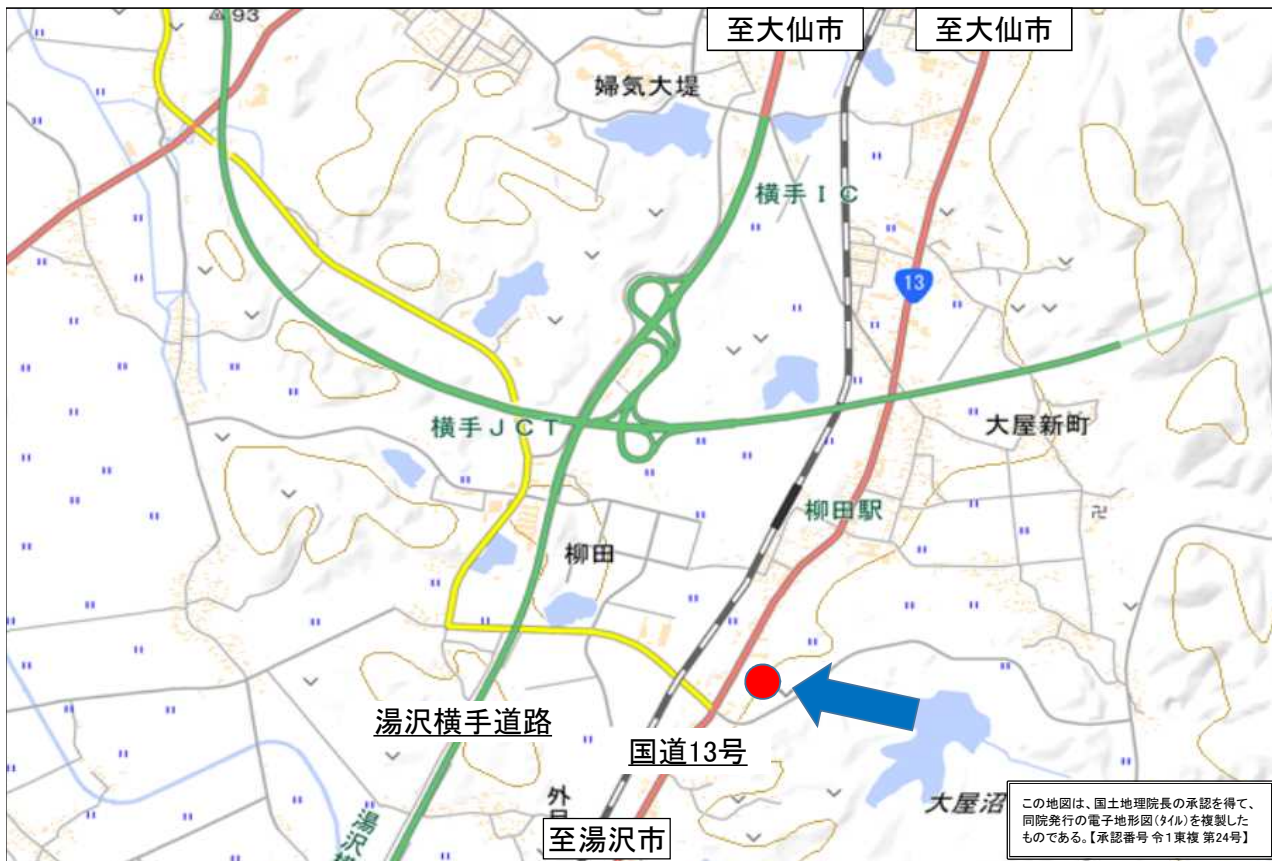 93
至大仙市
至大仙市
婦気大堤
横手IC
13
横手JCT
大屋新町
柳田駅
柳田
湯沢横手道路
国道13号
外目
大屋沼
至湯沢市
湯沢横
この地図は、国土地理院長の承認を得て、
同院発行の電子地形図(タイル)を複製した
ものである。【承認番号 令1東複 第24号】